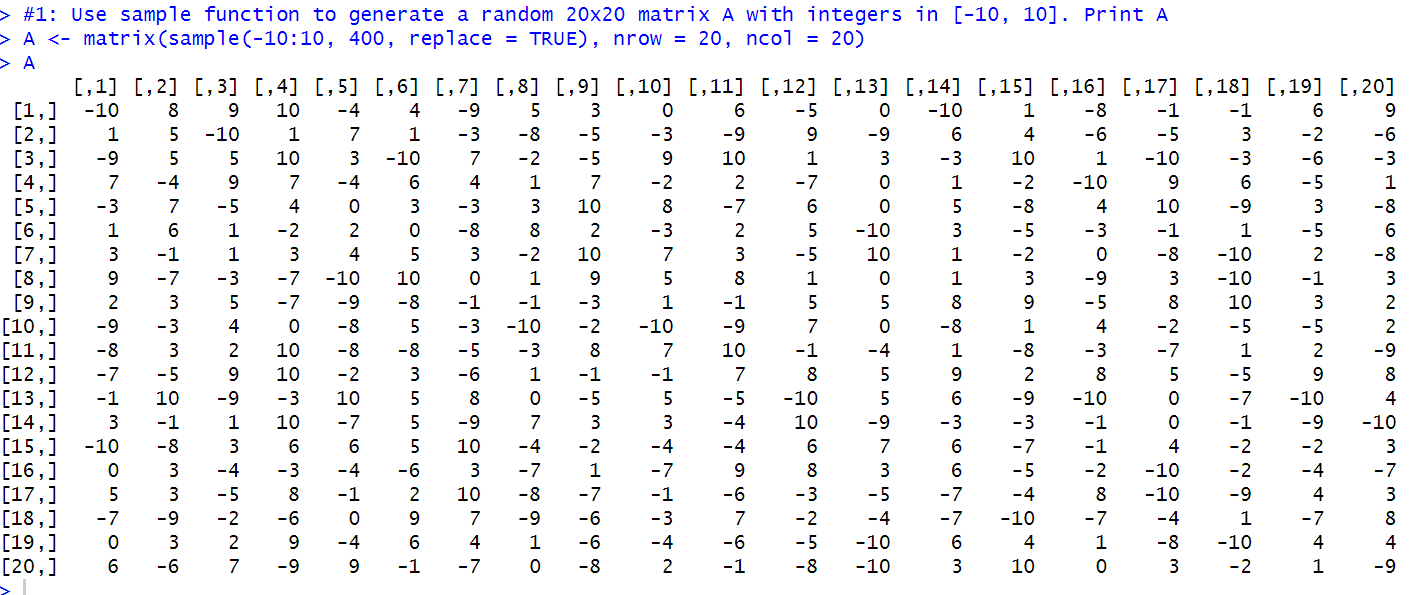 > #1: Use sample function to generate a random 20x20 matrix A with integers in [-10, 10]. Print A
> A <- matrix(sample(-10:10, 400, replace = TRUE), nrow = 20, ncol = 20)
> A
      [,1] [,2] [,3] [,4] [,5] [,6] [,7] [,8] [,9] [,10] [,11] [,12] [,13] [,14] [,15] [,16] [,17] [,18] [,19] [,20]
 [1,]  -10    8    9   10   -4    4   -9    5    3     0     6    -5     0   -10     1    -8    -1    -1     6     9
 [2,]    1    5  -10    1    7    1   -3   -8   -5    -3    -9     9    -9     6     4    -6    -5     3    -2    -6
 [3,]   -9    5    5   10    3  -10    7   -2   -5     9    10     1     3    -3    10     1   -10    -3    -6    -3
 [4,]    7   -4    9    7   -4    6    4    1    7    -2     2    -7     0     1    -2   -10     9     6    -5     1
 [5,]   -3    7   -5    4    0    3   -3    3   10     8    -7     6     0     5    -8     4    10    -9     3    -8
 [6,]    1    6    1   -2    2    0   -8    8    2    -3     2     5   -10     3    -5    -3    -1     1    -5     6
 [7,]    3   -1    1    3    4    5    3   -2   10     7     3    -5    10     1    -2     0    -8   -10     2    -8
 [8,]    9   -7   -3   -7  -10   10    0    1    9     5     8     1     0     1     3    -9     3   -10    -1     3
 [9,]    2    3    5   -7   -9   -8   -1   -1   -3     1    -1     5     5     8     9    -5     8    10     3     2
[10,]   -9   -3    4    0   -8    5   -3  -10   -2   -10    -9     7     0    -8     1     4    -2    -5    -5     2
[11,]   -8    3    2   10   -8   -8   -5   -3    8     7    10    -1    -4     1    -8    -3    -7     1     2    -9
[12,]   -7   -5    9   10   -2    3   -6    1   -1    -1     7     8     5     9     2     8     5    -5     9     8
[13,]   -1   10   -9   -3   10    5    8    0   -5     5    -5   -10     5     6    -9   -10     0    -7   -10     4
[14,]    3   -1    1   10   -7    5   -9    7    3     3    -4    10    -9    -3    -3    -1     0    -1    -9   -10
[15,]  -10   -8    3    6    6    5   10   -4   -2    -4    -4     6     7     6    -7    -1     4    -2    -2     3
[16,]    0    3   -4   -3   -4   -6    3   -7    1    -7     9     8     3     6    -5    -2   -10    -2    -4    -7
[17,]    5    3   -5    8   -1    2   10   -8   -7    -1    -6    -3    -5    -7    -4     8   -10    -9     4     3
[18,]   -7   -9   -2   -6    0    9    7   -9   -6    -3     7    -2    -4    -7   -10    -7    -4     1    -7     8
[19,]    0    3    2    9   -4    6    4    1   -6    -4    -6    -5   -10     6     4     1    -8   -10     4     4
[20,]    6   -6    7   -9    9   -1   -7    0   -8     2    -1    -8   -10     3    10     0     3    -2     1    -9
>